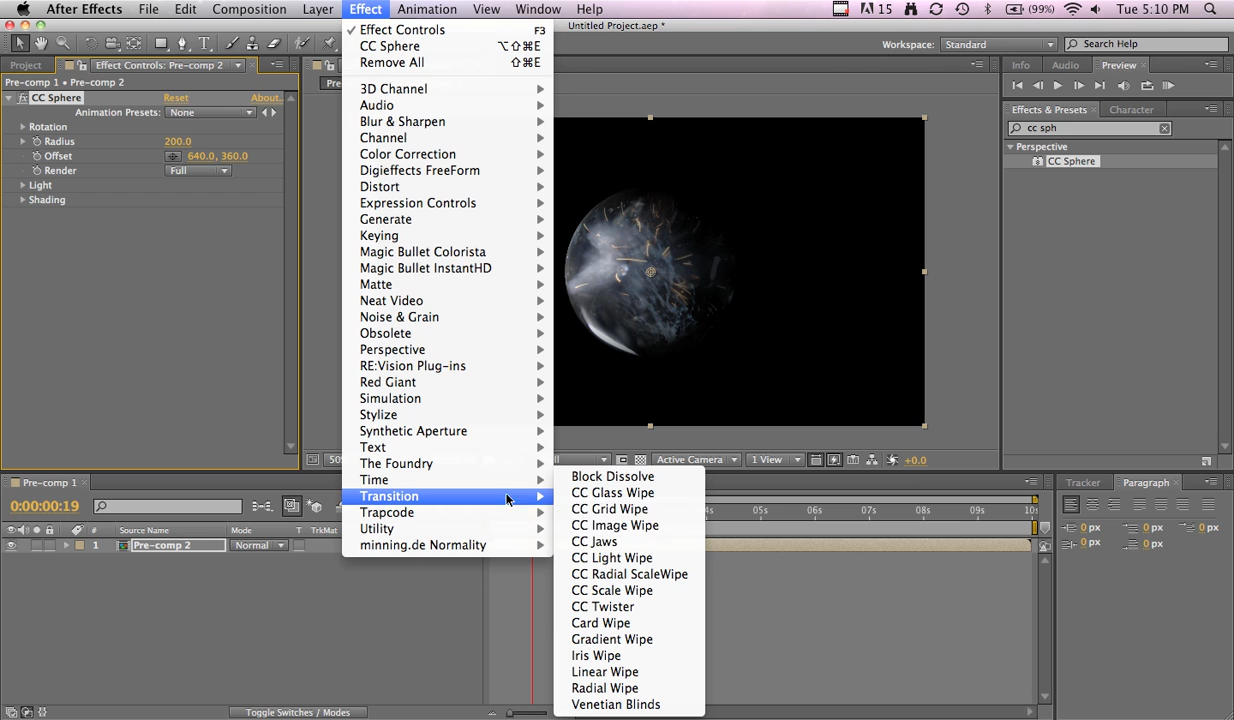 After Effects File Edit Composition Layer Effect Animation View Window Help 15 (99%) Tue 5:10 PM
Untitled Project.aep *
Workspace: Standard Search Help
Project Effect Controls: Pre-comp 2
Pre-comp 1 • Pre-comp 2
fx CC Sphere Reset About..
Animation Presets: None
Rotation
Radius 200.0
Offset 640.0, 360.0
Render Full
Light
Shading
✓ Effect Controls F3
CC Sphere ⌥⇧⌘E
Remove All ⇧⌘E
3D Channel
Audio
Blur & Sharpen
Channel
Color Correction
Digieffects FreeForm
Distort
Expression Controls
Generate
Keying
Magic Bullet Colorista
Magic Bullet InstantHD
Matte
Neat Video
Noise & Grain
Obsolete
Perspective
RE:Vision Plug-ins
Red Giant
Simulation
Stylize
Synthetic Aperture
Text
The Foundry
Time
Transition
Trapcode
Utility
minning.de Normality
Block Dissolve
CC Glass Wipe
CC Grid Wipe
CC Image Wipe
CC Jaws
CC Light Wipe
CC Radial ScaleWipe
CC Scale Wipe
CC Twister
Card Wipe
Gradient Wipe
Iris Wipe
Linear Wipe
Radial Wipe
Venetian Blinds
Info Audio Preview
Effects & Presets Character
cc sph
Perspective
CC Sphere
Active Camera 1 View +0.0
Pre-comp 1
0:00:00:19
Source Name Mode T TrkMat
1 Pre-comp 2 Normal
05s 06s 07s 08s 09s
Toggle Switches / Modes
Tracker Paragraph
0 px 0 px 0 px
0 px 0 px